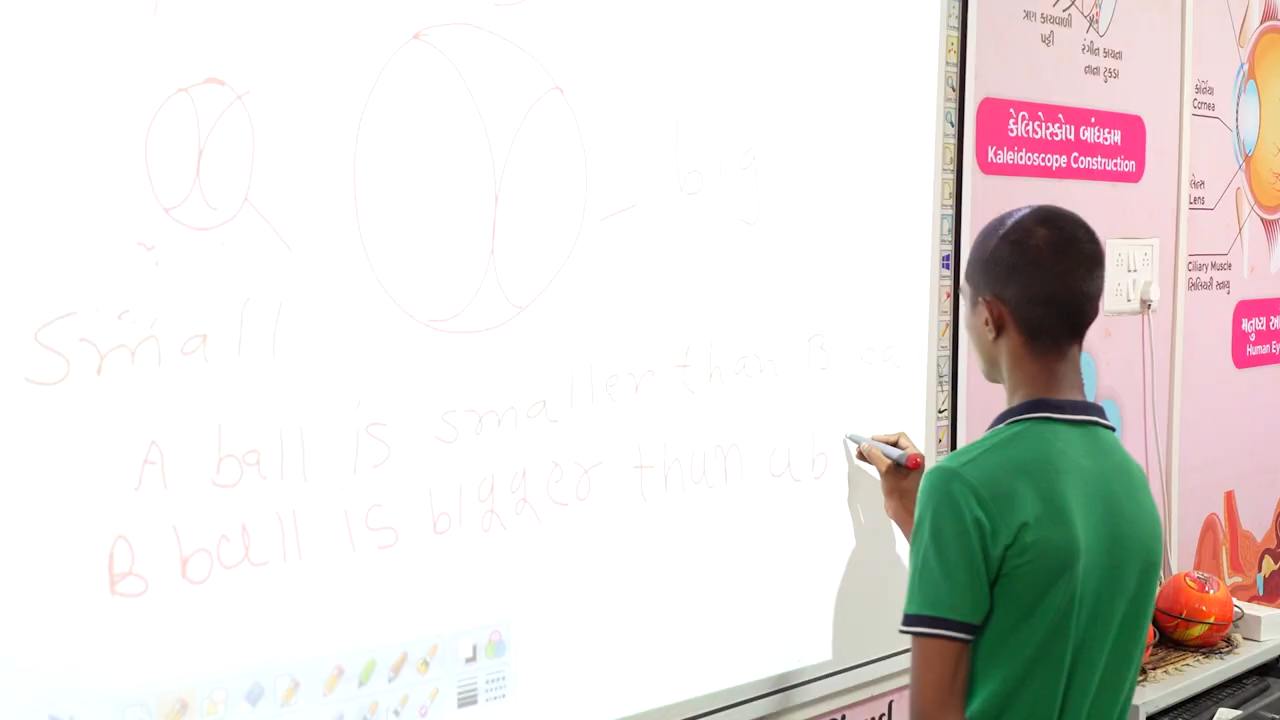 ત્રણ કાચવાળી
પટ્ટી
રંગીન કાચના
નાના ટુકડા
કેલિડોસ્કોપ બાંધકામ
Kaleidoscope Construction
કોર્નિયા
Cornea
લેન્સ
Lens
Ciliary Muscle
સિલિયરી સ્નાયુ
મનુષ્ય
Human Eye
big
Small
A ball is smaller than B
B ball is bigger than ab